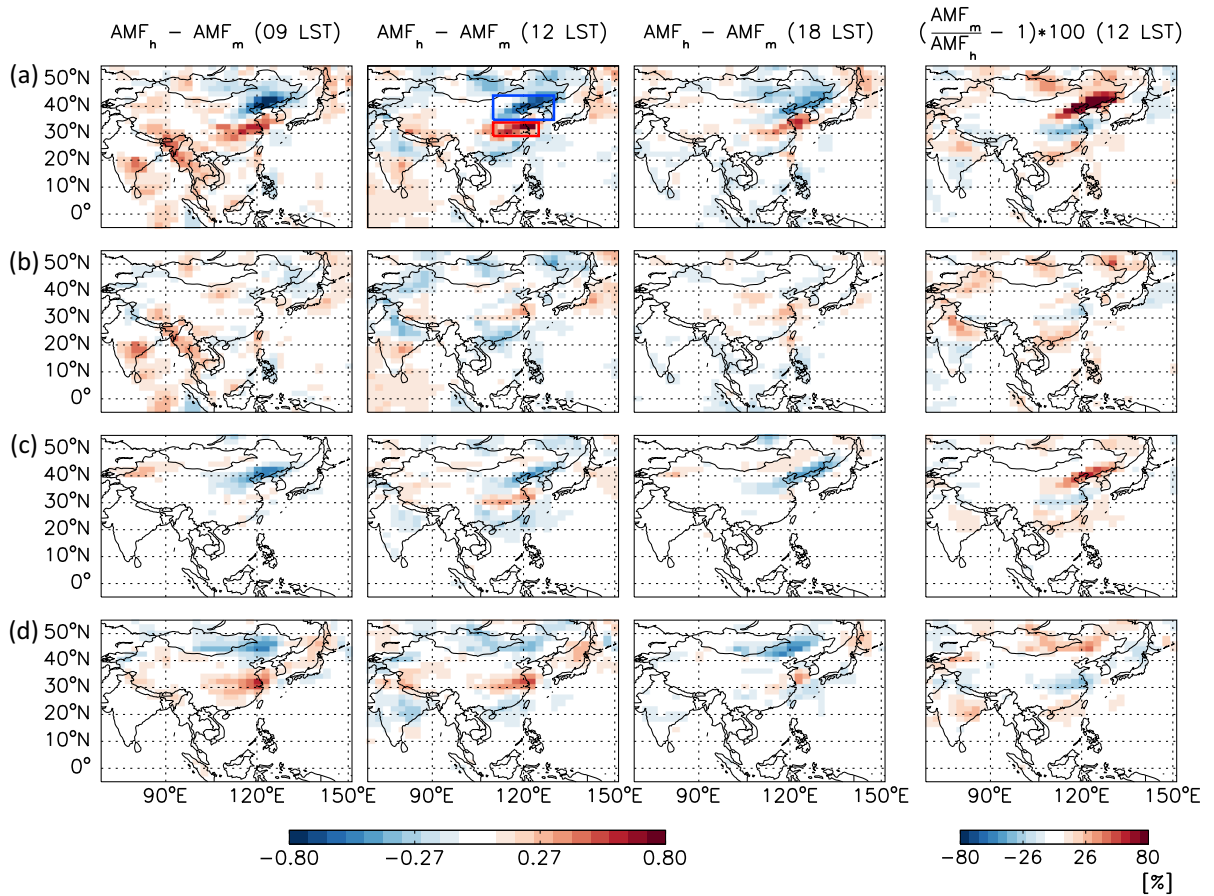 AMF_h − AMF_m (09 LST)
AMF_h − AMF_m (12 LST)
AMF_h − AMF_m (18 LST)
(AMF_m/AMF_h − 1)*100 (12 LST)
(a)
50°N
40°N
30°N
20°N
10°N
0°
(b)
50°N
40°N
30°N
20°N
10°N
0°
(c)
50°N
40°N
30°N
20°N
10°N
0°
(d)
50°N
40°N
30°N
20°N
10°N
0°
90°E 120°E 150°E 90°E 120°E 150°E 90°E 120°E 150°E 90°E 120°E 150°E
−0.80 −0.27 0.27 0.80
−80 −26 26 80
[%]